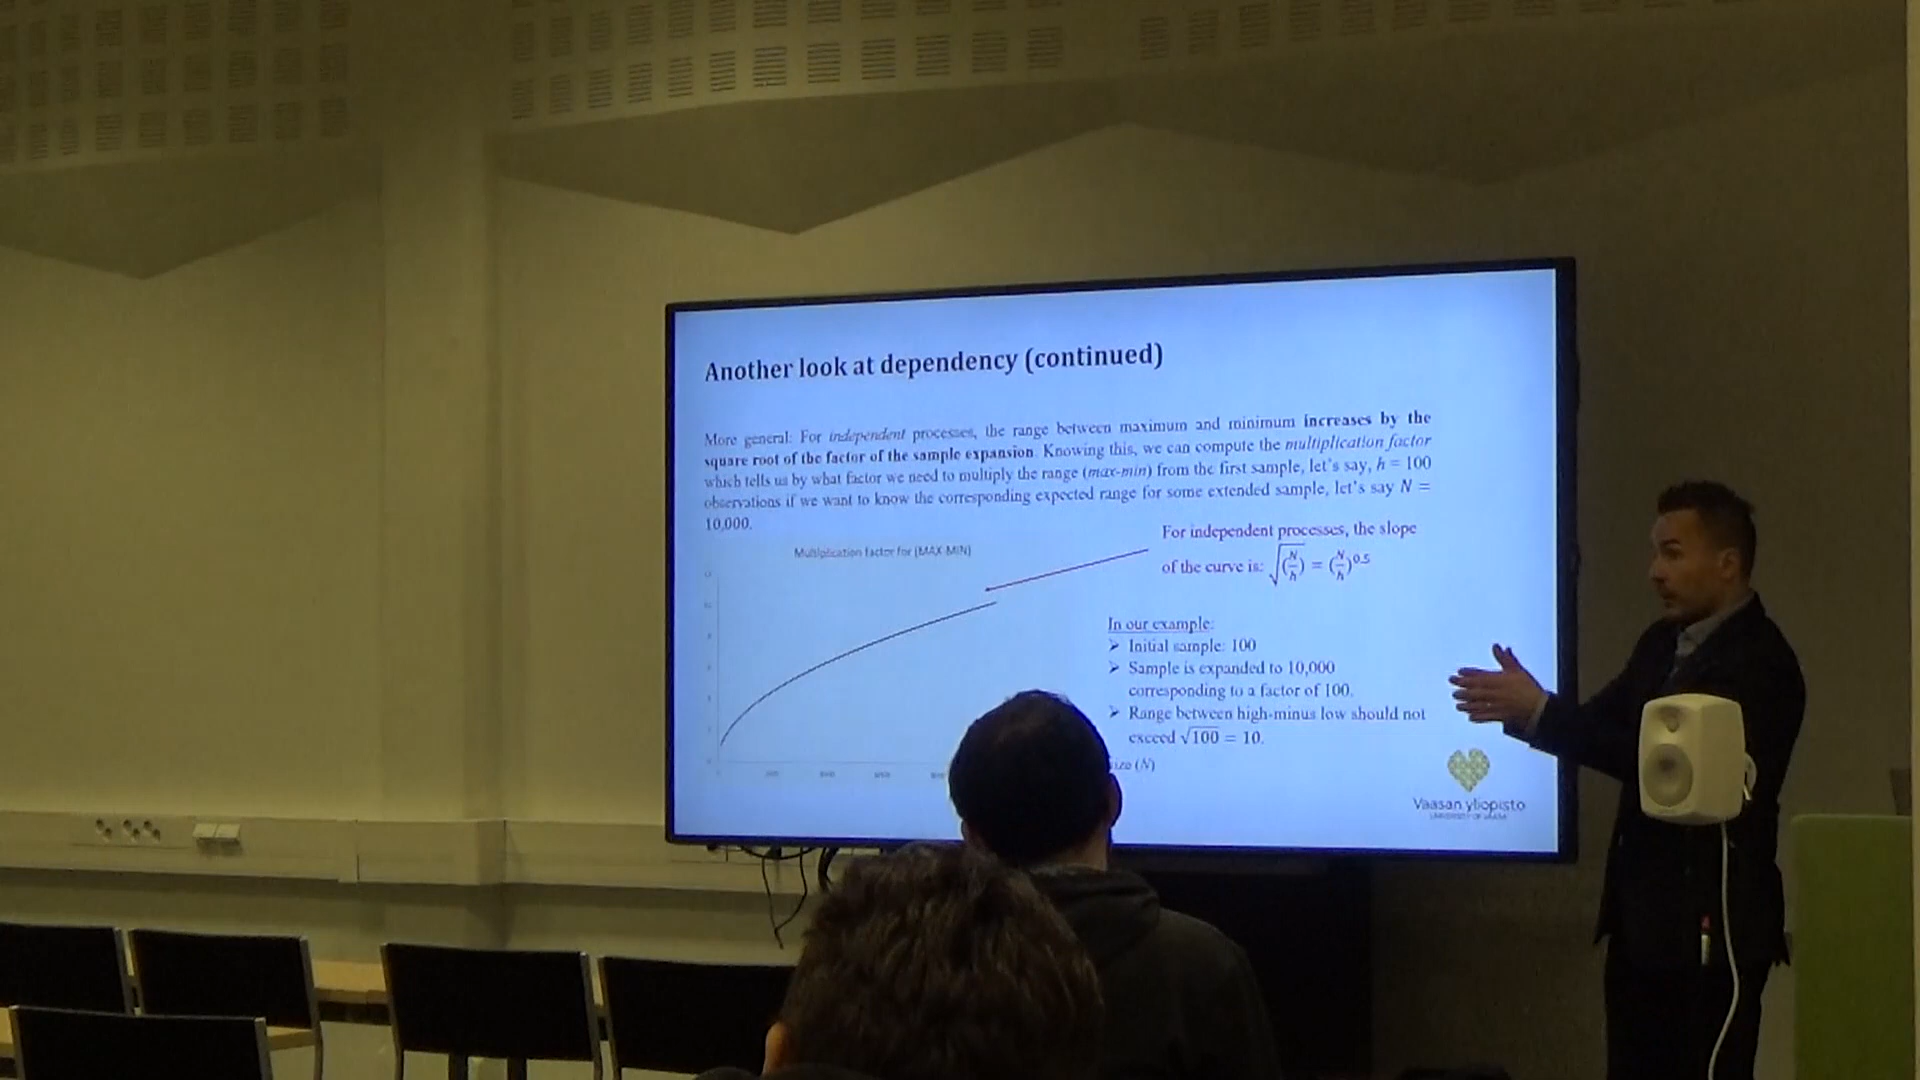 Another look at dependency (continued)
More general: For independent processes, the range between maximum and minimum increases by the
square root of the factor of the sample expansion. Knowing this, we can compute the multiplication factor
which tells us by what factor we need to multiply the range (max-min) from the first sample, let's say, h = 100
observations if we want to know the corresponding expected range for some extended sample, let's say N =
10,000.
Multiplication factor for (MAX-MIN)
For independent processes, the slope
of the curve is: √(N/h) = (N/h)^0.5
In our example:
➢ Initial sample: 100
➢ Sample is expanded to 10,000
corresponding to a factor of 100.
➢ Range between high-minus low should not
exceed √100 = 10.
(N)
Vaasan yliopisto
UNIVERSITY OF VAASA